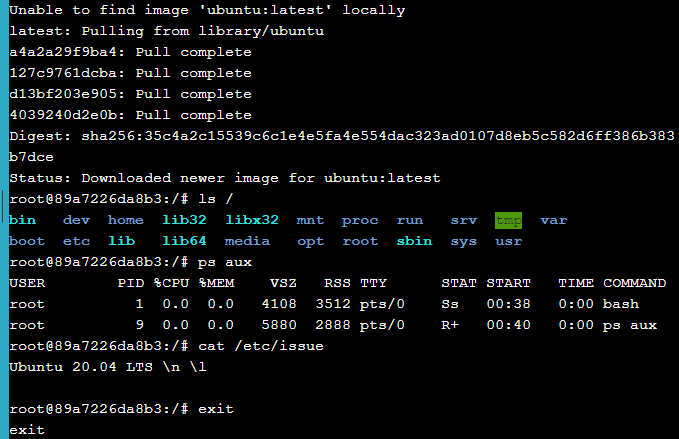 Unable to find image 'ubuntu:latest' locally
latest: Pulling from library/ubuntu
a4a2a29f9ba4: Pull complete
127c9761dcba: Pull complete
d13bf203e905: Pull complete
4039240d2e0b: Pull complete
Digest: sha256:35c4a2c15539c6c1e4e5fa4e554dac323ad0107d8eb5c582d6ff386b383
b7dce
Status: Downloaded newer image for ubuntu:latest
root@89a7226da8b3:/# ls /
bin   dev  home  lib32  libx32  mnt  proc  run   srv  tmp  var
boot  etc  lib   lib64  media   opt  root  sbin  sys  usr
root@89a7226da8b3:/# ps aux
USER       PID %CPU %MEM    VSZ   RSS TTY      STAT START   TIME COMMAND
root         1  0.0  0.0   4108  3512 pts/0    Ss   00:38   0:00 bash
root         9  0.0  0.0   5880  2888 pts/0    R+   00:40   0:00 ps aux
root@89a7226da8b3:/# cat /etc/issue
Ubuntu 20.04 LTS \n \l
root@89a7226da8b3:/# exit
exit